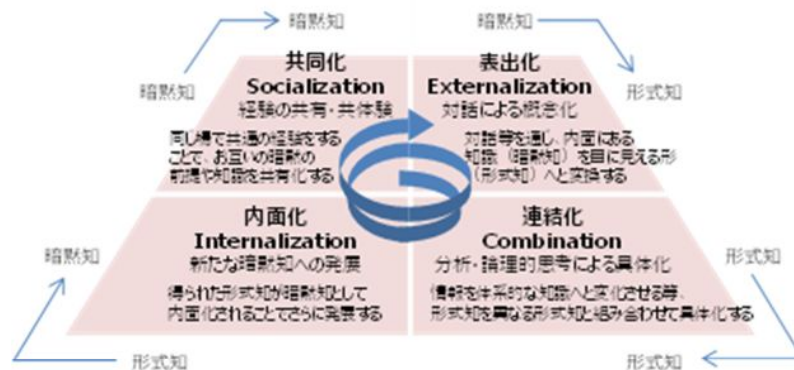 暗黙知
暗黙知
共同化
Socialization
経験の共有・共体験
同じ場で共通の経験をする
ことで、お互いの暗黙の
前提や知識を共有化する
暗黙知
形式知
表出化
Externalization
対話による概念化
対話等を通じ、内面にある
知識（暗黙知）を目に見える形
（形式知）へと変換する
暗黙知
形式知
内面化
Internalization
新たな暗黙知への発展
得られた形式知が暗黙知として
内面化されることでさらに発展する
連結化
Combination
分析・論理的思考による具体化
情報を体系的な知識へと変化させる等、
形式知を異なる形式知と組み合わせて具体化する
形式知
形式知